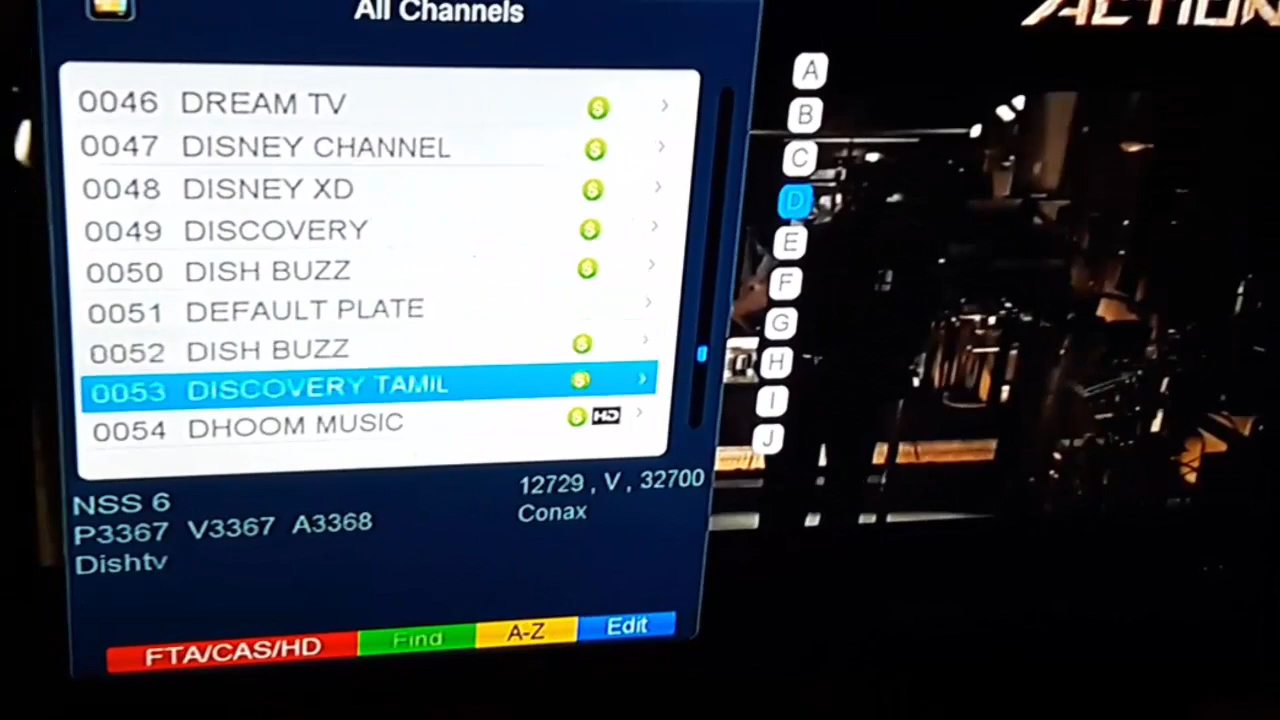 All Channels
ACTION
0046 DREAM TV $
0047 DISNEY CHANNEL $
0048 DISNEY XD $
0049 DISCOVERY $
0050 DISH BUZZ $
0051 DEFAULT PLATE
0052 DISH BUZZ $
0053 DISCOVERY TAMIL $
0054 DHOOM MUSIC $ HD
A
B
C
D
E
F
G
H
I
J
NSS 6
12729 , V , 32700
P3367 V3367 A3368
Conax
Dishtv
FTA/CAS/HD Find A-Z Edit